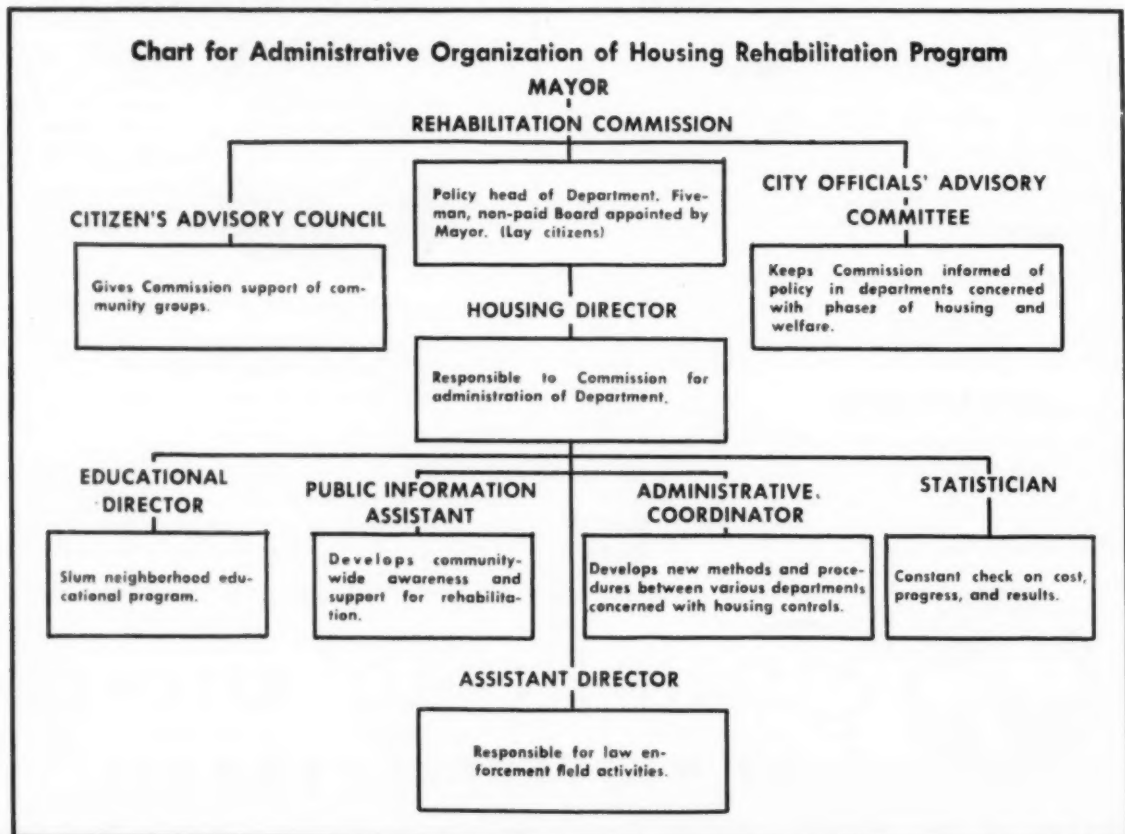 Chart for Administrative Organization of Housing Rehabilitation Program
MAYOR
REHABILITATION COMMISSION
Policy head of Department. Five-
man, non-paid Board appointed by
Mayor. (Lay citizens)
CITIZEN'S ADVISORY COUNCIL
Gives Commission support of com-
munity groups.
CITY OFFICIALS' ADVISORY
COMMITTEE
Keeps Commission informed of
policy in departments concerned
with phases of housing and
welfare.
HOUSING DIRECTOR
Responsible to Commission for
administration of Department.
EDUCATIONAL
DIRECTOR
Slum neighborhood edu-
cational program.
PUBLIC INFORMATION
ASSISTANT
Develops community-
wide awareness and
support for rehabilita-
tion.
ADMINISTRATIVE
COORDINATOR
Develops new methods and proce-
dures between various departments
concerned with housing controls.
STATISTICIAN
Constant check on cost,
progress, and results.
ASSISTANT DIRECTOR
Responsible for law en-
forcement field activities.